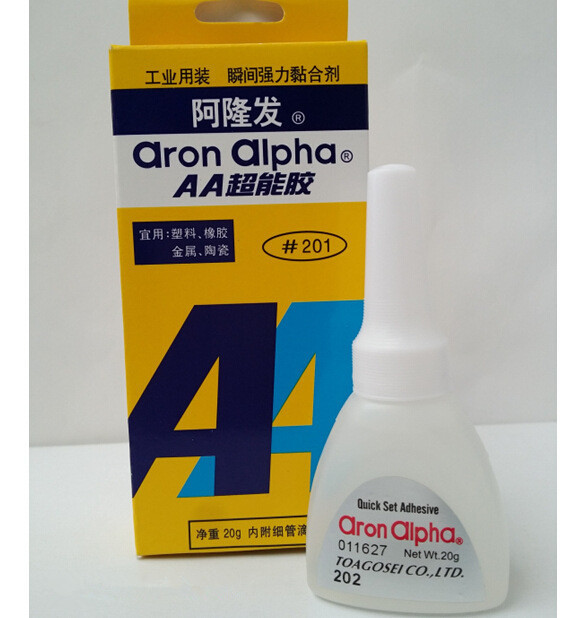 工业用装 瞬间强力黏合剂
阿隆发®
aron alpha®
AA超能胶
宜用:塑料、橡胶
金属、陶瓷
#201
AA
净重 20g 内附细管滴
Quick Set Adhesive
aron alpha®
011627 Net Wt.20g
TOAGOSEI CO.,LTD.
202